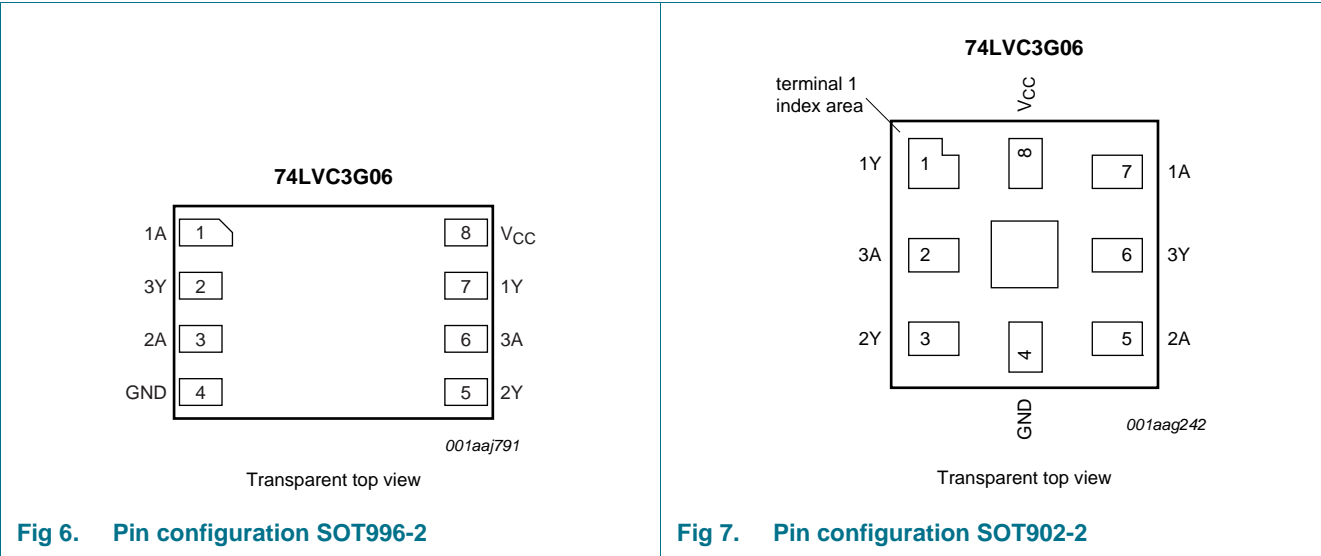 74LVC3G06
1A 1 8 VCC
3Y 2 7 1Y
2A 3 6 3A
GND 4 5 2Y
001aaj791
Transparent top view
Fig 6. Pin configuration SOT996-2
74LVC3G06
terminal 1
index area
VCC
1Y 1 8 7 1A
3A 2 6 3Y
2Y 3 4 5 2A
GND
001aag242
Transparent top view
Fig 7. Pin configuration SOT902-2